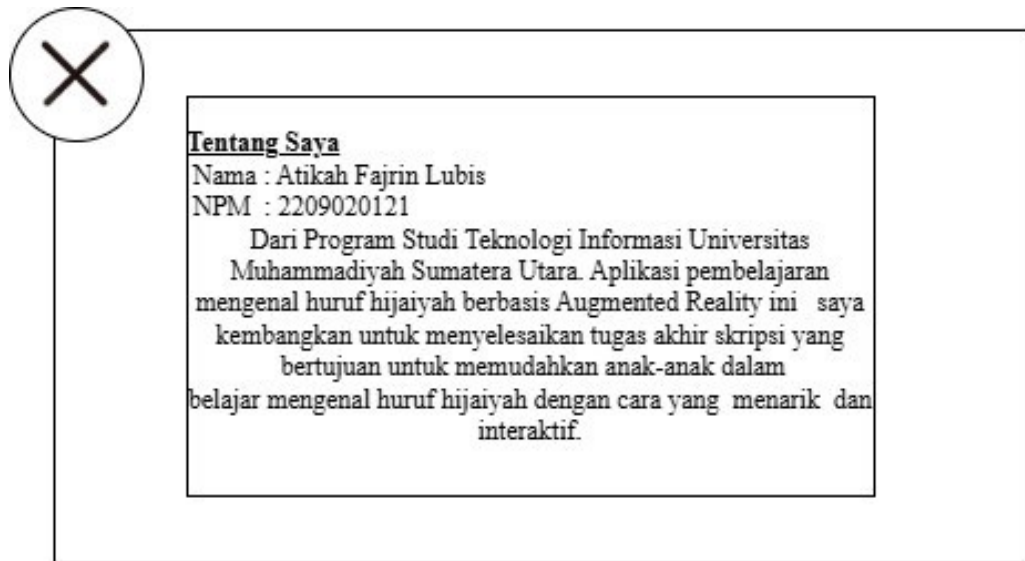 Tentang Saya
Nama : Atikah Fajrin Lubis
NPM : 2209020121
Dari Program Studi Teknologi Informasi Universitas
Muhammadiyah Sumatera Utara. Aplikasi pembelajaran
mengenal huruf hijaiyah berbasis Augmented Reality ini saya
kembangkan untuk menyelesaikan tugas akhir skripsi yang
bertujuan untuk memudahkan anak-anak dalam
belajar mengenal huruf hijaiyah dengan cara yang menarik dan
interaktif.